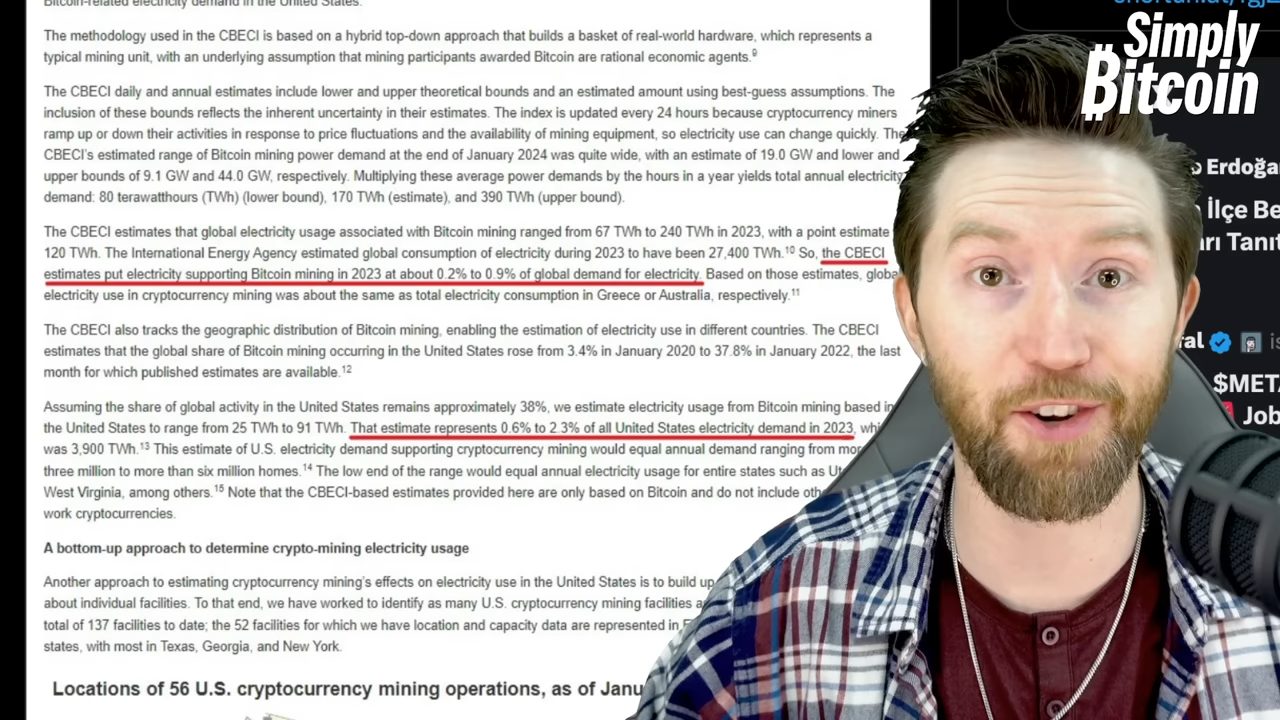 Bitcoin-related electricity demand in the United States.
The methodology used in the CBECI is based on a hybrid top-down approach that builds a basket of real-world hardware, which represents a
typical mining unit, with an underlying assumption that mining participants awarded Bitcoin are rational economic agents.⁹
The CBECI daily and annual estimates include lower and upper theoretical bounds and an estimated amount using best-guess assumptions. The
inclusion of these bounds reflects the inherent uncertainty in their estimates. The index is updated every 24 hours because cryptocurrency miners
ramp up or down their activities in response to price fluctuations and the availability of mining equipment, so electricity use can change quickly. The
CBECI's estimated range of Bitcoin mining power demand at the end of January 2024 was quite wide, with an estimate of 19.0 GW and lower and
upper bounds of 9.1 GW and 44.0 GW, respectively. Multiplying these average power demands by the hours in a year yields total annual electricity
demand: 80 terawatthours (TWh) (lower bound), 170 TWh (estimate), and 390 TWh (upper bound).
The CBECI estimates that global electricity usage associated with Bitcoin mining ranged from 67 TWh to 240 TWh in 2023, with a point estimate
120 TWh. The International Energy Agency estimated global consumption of electricity during 2023 to have been 27,400 TWh.¹⁰ So, the CBECI
estimates put electricity supporting Bitcoin mining in 2023 at about 0.2% to 0.9% of global demand for electricity. Based on those estimates, globa
electricity use in cryptocurrency mining was about the same as total electricity consumption in Greece or Australia, respectively.¹¹
The CBECI also tracks the geographic distribution of Bitcoin mining, enabling the estimation of electricity use in different countries. The CBECI
estimates that the global share of Bitcoin mining occurring in the United States rose from 3.4% in January 2020 to 37.8% in January 2022, the last
month for which published estimates are available.¹²
Assuming the share of global activity in the United States remains approximately 38%, we estimate electricity usage from Bitcoin mining based in
the United States to range from 25 TWh to 91 TWh. That estimate represents 0.6% to 2.3% of all United States electricity demand in 2023, whi
was 3,900 TWh.¹³ This estimate of U.S. electricity demand supporting cryptocurrency mining would equal annual demand ranging from mor
three million to more than six million homes.¹⁴ The low end of the range would equal annual electricity usage for entire states such as Ut
West Virginia, among others.¹⁵ Note that the CBECI-based estimates provided here are only based on Bitcoin and do not include oth
work cryptocurrencies.
A bottom-up approach to determine crypto-mining electricity usage
Another approach to estimating cryptocurrency mining's effects on electricity use in the United States is to build up
about individual facilities. To that end, we have worked to identify as many U.S. cryptocurrency mining facilities a
total of 137 facilities to date; the 52 facilities for which we have location and capacity data are represented in F
states, with most in Texas, Georgia, and New York.
Locations of 56 U.S. cryptocurrency mining operations, as of Janu
Simply
Bitcoin
Erdoğa
İlçe Be
arı Tanıt
ral
is
$META
Job